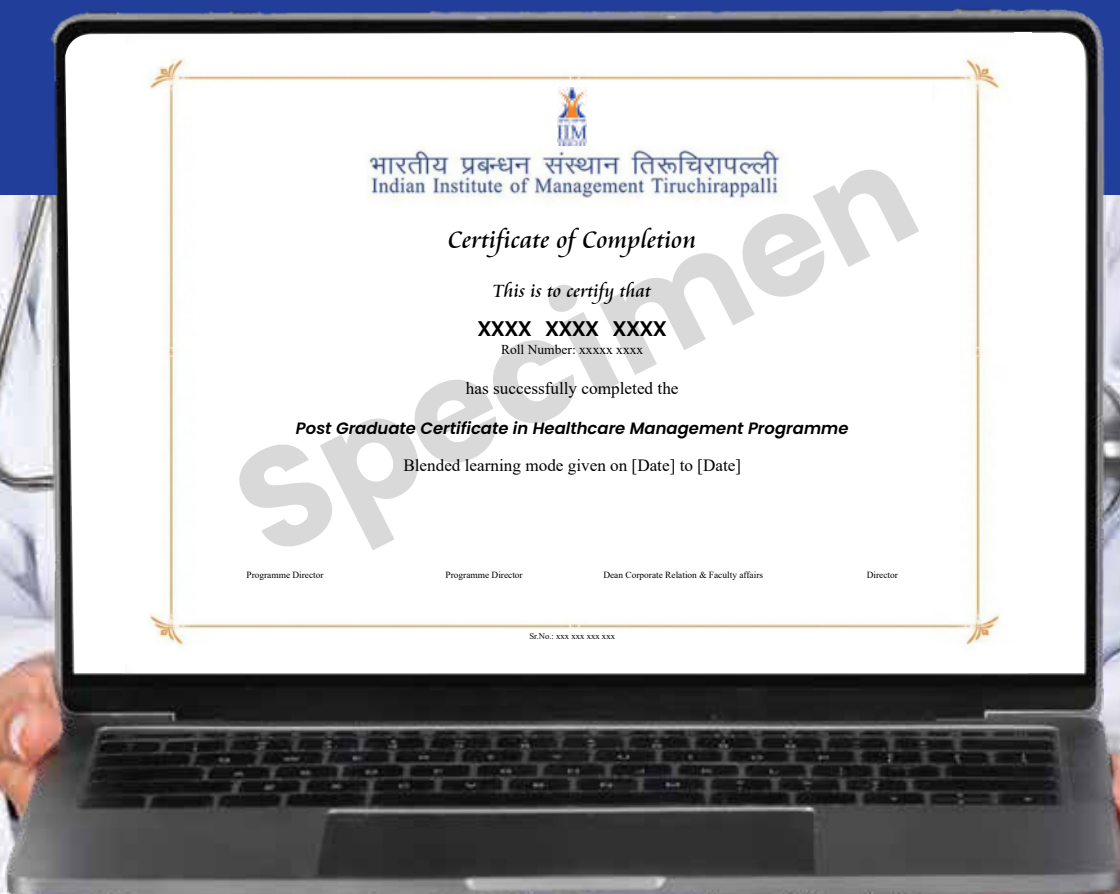 IIM
भारतीय प्रबन्धन संस्थान तिरूचिरापल्ली
Indian Institute of Management Tiruchirappalli
Certificate of Completion
This is to certify that
XXXX XXXX XXXX
Roll Number: xxxxx xxxx
has successfully completed the
Post Graduate Certificate in Healthcare Management Programme
Blended learning mode given on [Date] to [Date]
Specimen
Programme Director Programme Director Dean Corporate Relation & Faculty affairs Director
Sr.No.: xxx xxx xxx xxx